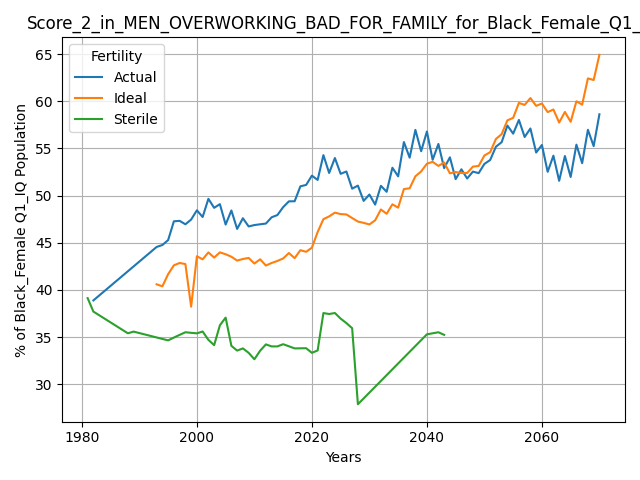 Score_2_in_MEN_OVERWORKING_BAD_FOR_FAMILY_for_Black_Female_Q1_
Fertility
Actual
Ideal
Sterile
% of Black_Female Q1_IQ Population
65
60
55
50
45
40
35
30
1980
2000
2020
2040
2060
Years